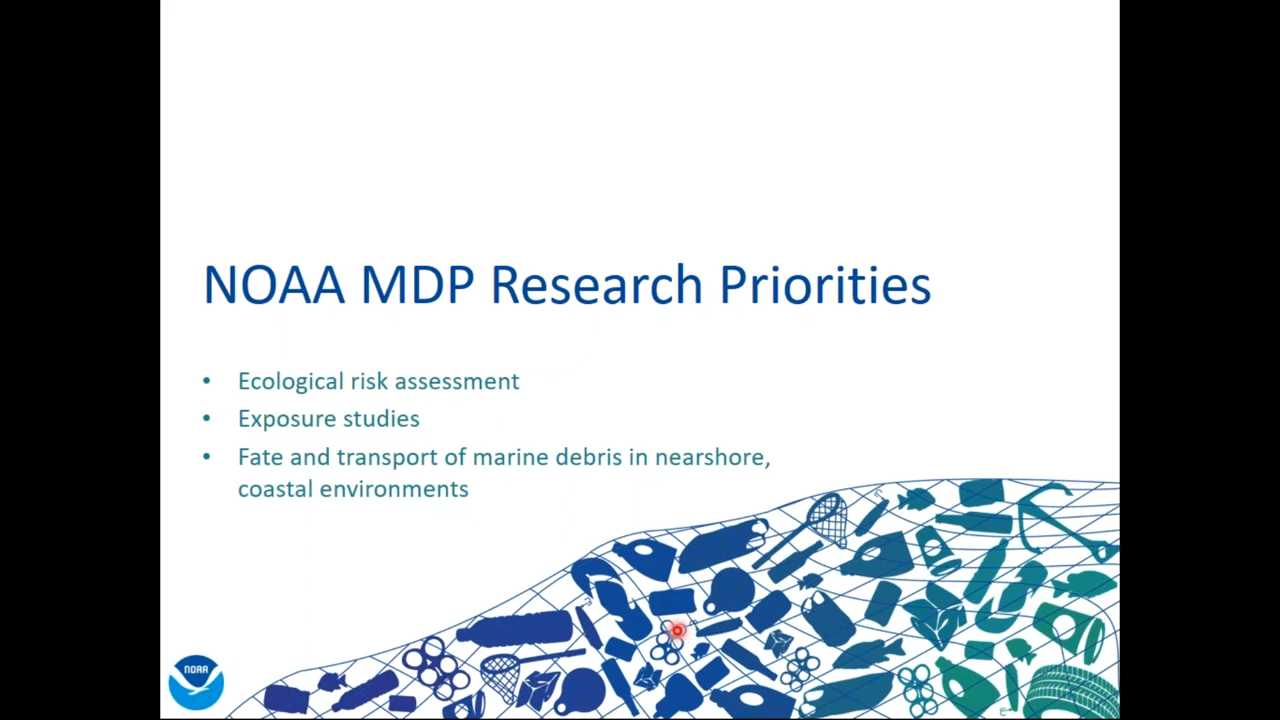 NOAA MDP Research Priorities
• Ecological risk assessment
• Exposure studies
• Fate and transport of marine debris in nearshore,
coastal environments
NOAA